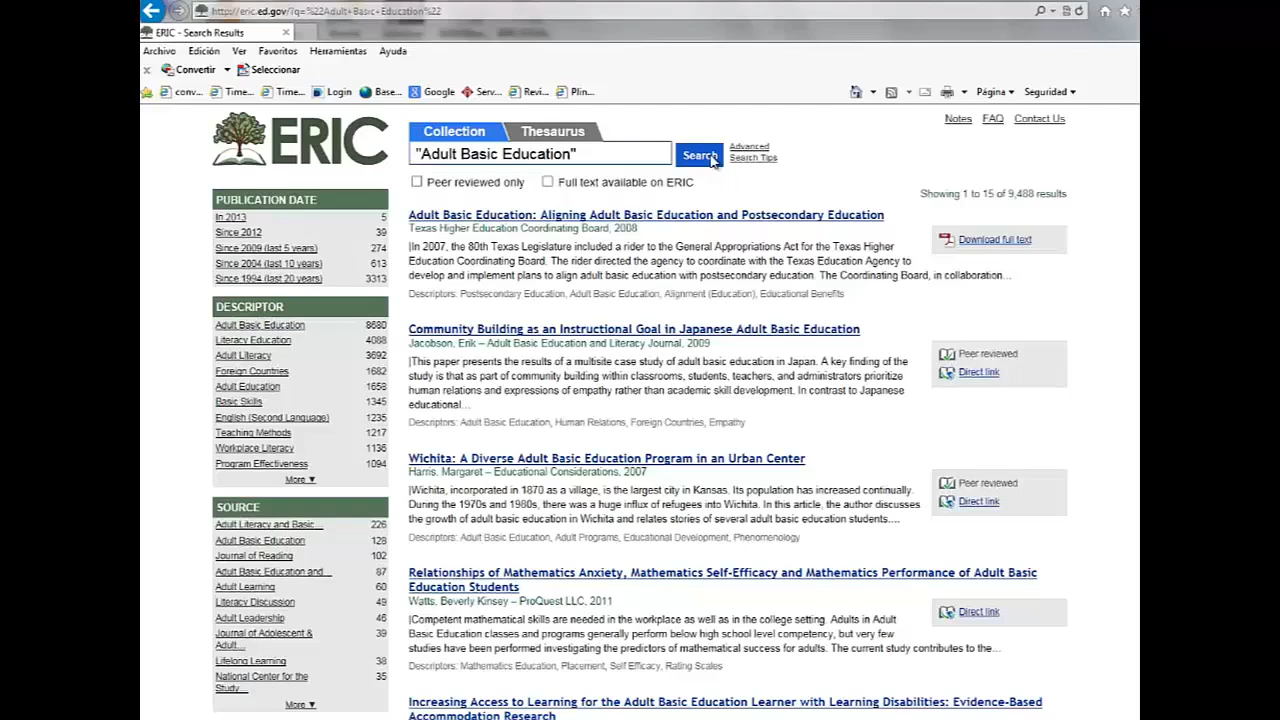 http://eric.ed.gov/?q=%22Adult+Basic+Education%22
ERIC - Search Results
Archivo Edición Ver Favoritos Herramientas Ayuda
Convertir Seleccionar
conv... Time... Time... Login Base... Google Serv... Revi... Plin...
Página Seguridad
Notes FAQ Contact Us
ERIC
Collection Thesaurus
"Adult Basic Education"
Search
Advanced
Search Tips
Peer reviewed only Full text available on ERIC
Showing 1 to 15 of 9,488 results
PUBLICATION DATE
In 2013 5
Since 2012 39
Since 2009 (last 5 years) 274
Since 2004 (last 10 years) 613
Since 1994 (last 20 years) 3313
DESCRIPTOR
Adult Basic Education 8680
Literacy Education 4088
Adult Literacy 3692
Foreign Countries 1682
Adult Education 1658
Basic Skills 1345
English (Second Language) 1235
Teaching Methods 1217
Workplace Literacy 1136
Program Effectiveness 1094
More ▼
SOURCE
Adult Literacy and Basic... 226
Adult Basic Education 128
Journal of Reading 102
Adult Basic Education and ... 87
Adult Learning 60
Literacy Discussion 49
Adult Leadership 46
Journal of Adolescent & 39
Adult...
Lifelong Learning 38
National Center for the 35
Study...
More ▼
Adult Basic Education: Aligning Adult Basic Education and Postsecondary Education
Texas Higher Education Coordinating Board, 2008
|In 2007, the 80th Texas Legislature included a rider to the General Appropriations Act for the Texas Higher
Education Coordinating Board. The rider directed the agency to coordinate with the Texas Education Agency to
develop and implement plans to align adult basic education with postsecondary education. The Coordinating Board, in collaboration...
Descriptors: Postsecondary Education, Adult Basic Education, Alignment (Education), Educational Benefits
Download full text
Community Building as an Instructional Goal in Japanese Adult Basic Education
Jacobson, Erik – Adult Basic Education and Literacy Journal, 2009
|This paper presents the results of a multisite case study of adult basic education in Japan. A key finding of the
study is that as part of community building within classrooms, students, teachers, and administrators prioritize
human relations and expressions of empathy rather than academic skill development. In contrast to Japanese
educational...
Descriptors: Adult Basic Education, Human Relations, Foreign Countries, Empathy
Peer reviewed
Direct link
Wichita: A Diverse Adult Basic Education Program in an Urban Center
Harris, Margaret – Educational Considerations, 2007
|Wichita, incorporated in 1870 as a village, is the largest city in Kansas. Its population has increased continually.
During the 1970s and 1980s, there was a huge influx of refugees into Wichita. In this article, the author discusses
the growth of adult basic education in Wichita and relates stories of several adult basic education students....
Descriptors: Adult Basic Education, Adult Programs, Educational Development, Phenomenology
Peer reviewed
Direct link
Relationships of Mathematics Anxiety, Mathematics Self-Efficacy and Mathematics Performance of Adult Basic
Education Students
Watts, Beverly Kinsey – ProQuest LLC, 2011
|Competent mathematical skills are needed in the workplace as well as in the college setting. Adults in Adult
Basic Education classes and programs generally perform below high school level competency, but very few
studies have been performed investigating the predictors of mathematical success for adults. The current study contributes to the...
Descriptors: Mathematics Education, Placement, Self Efficacy, Rating Scales
Direct link
Increasing Access to Learning for the Adult Basic Education Learner with Learning Disabilities: Evidence-Based
Accommodation Research